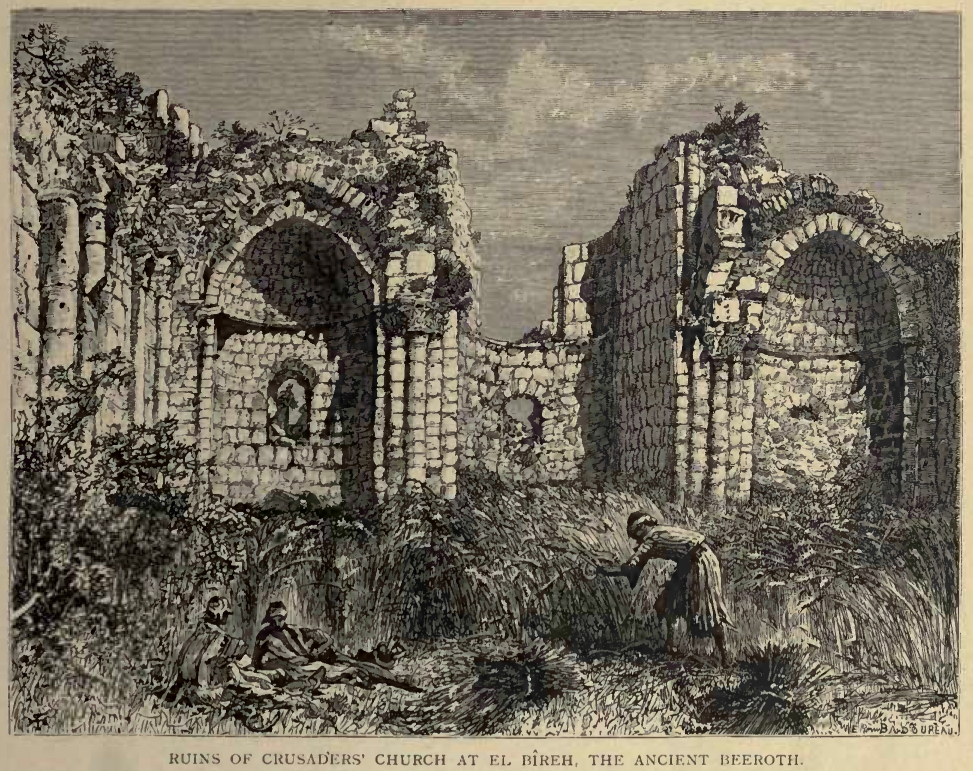 RUINS OF CRUSADERS' CHURCH AT EL BÎREH, THE ANCIENT BEEROTH.